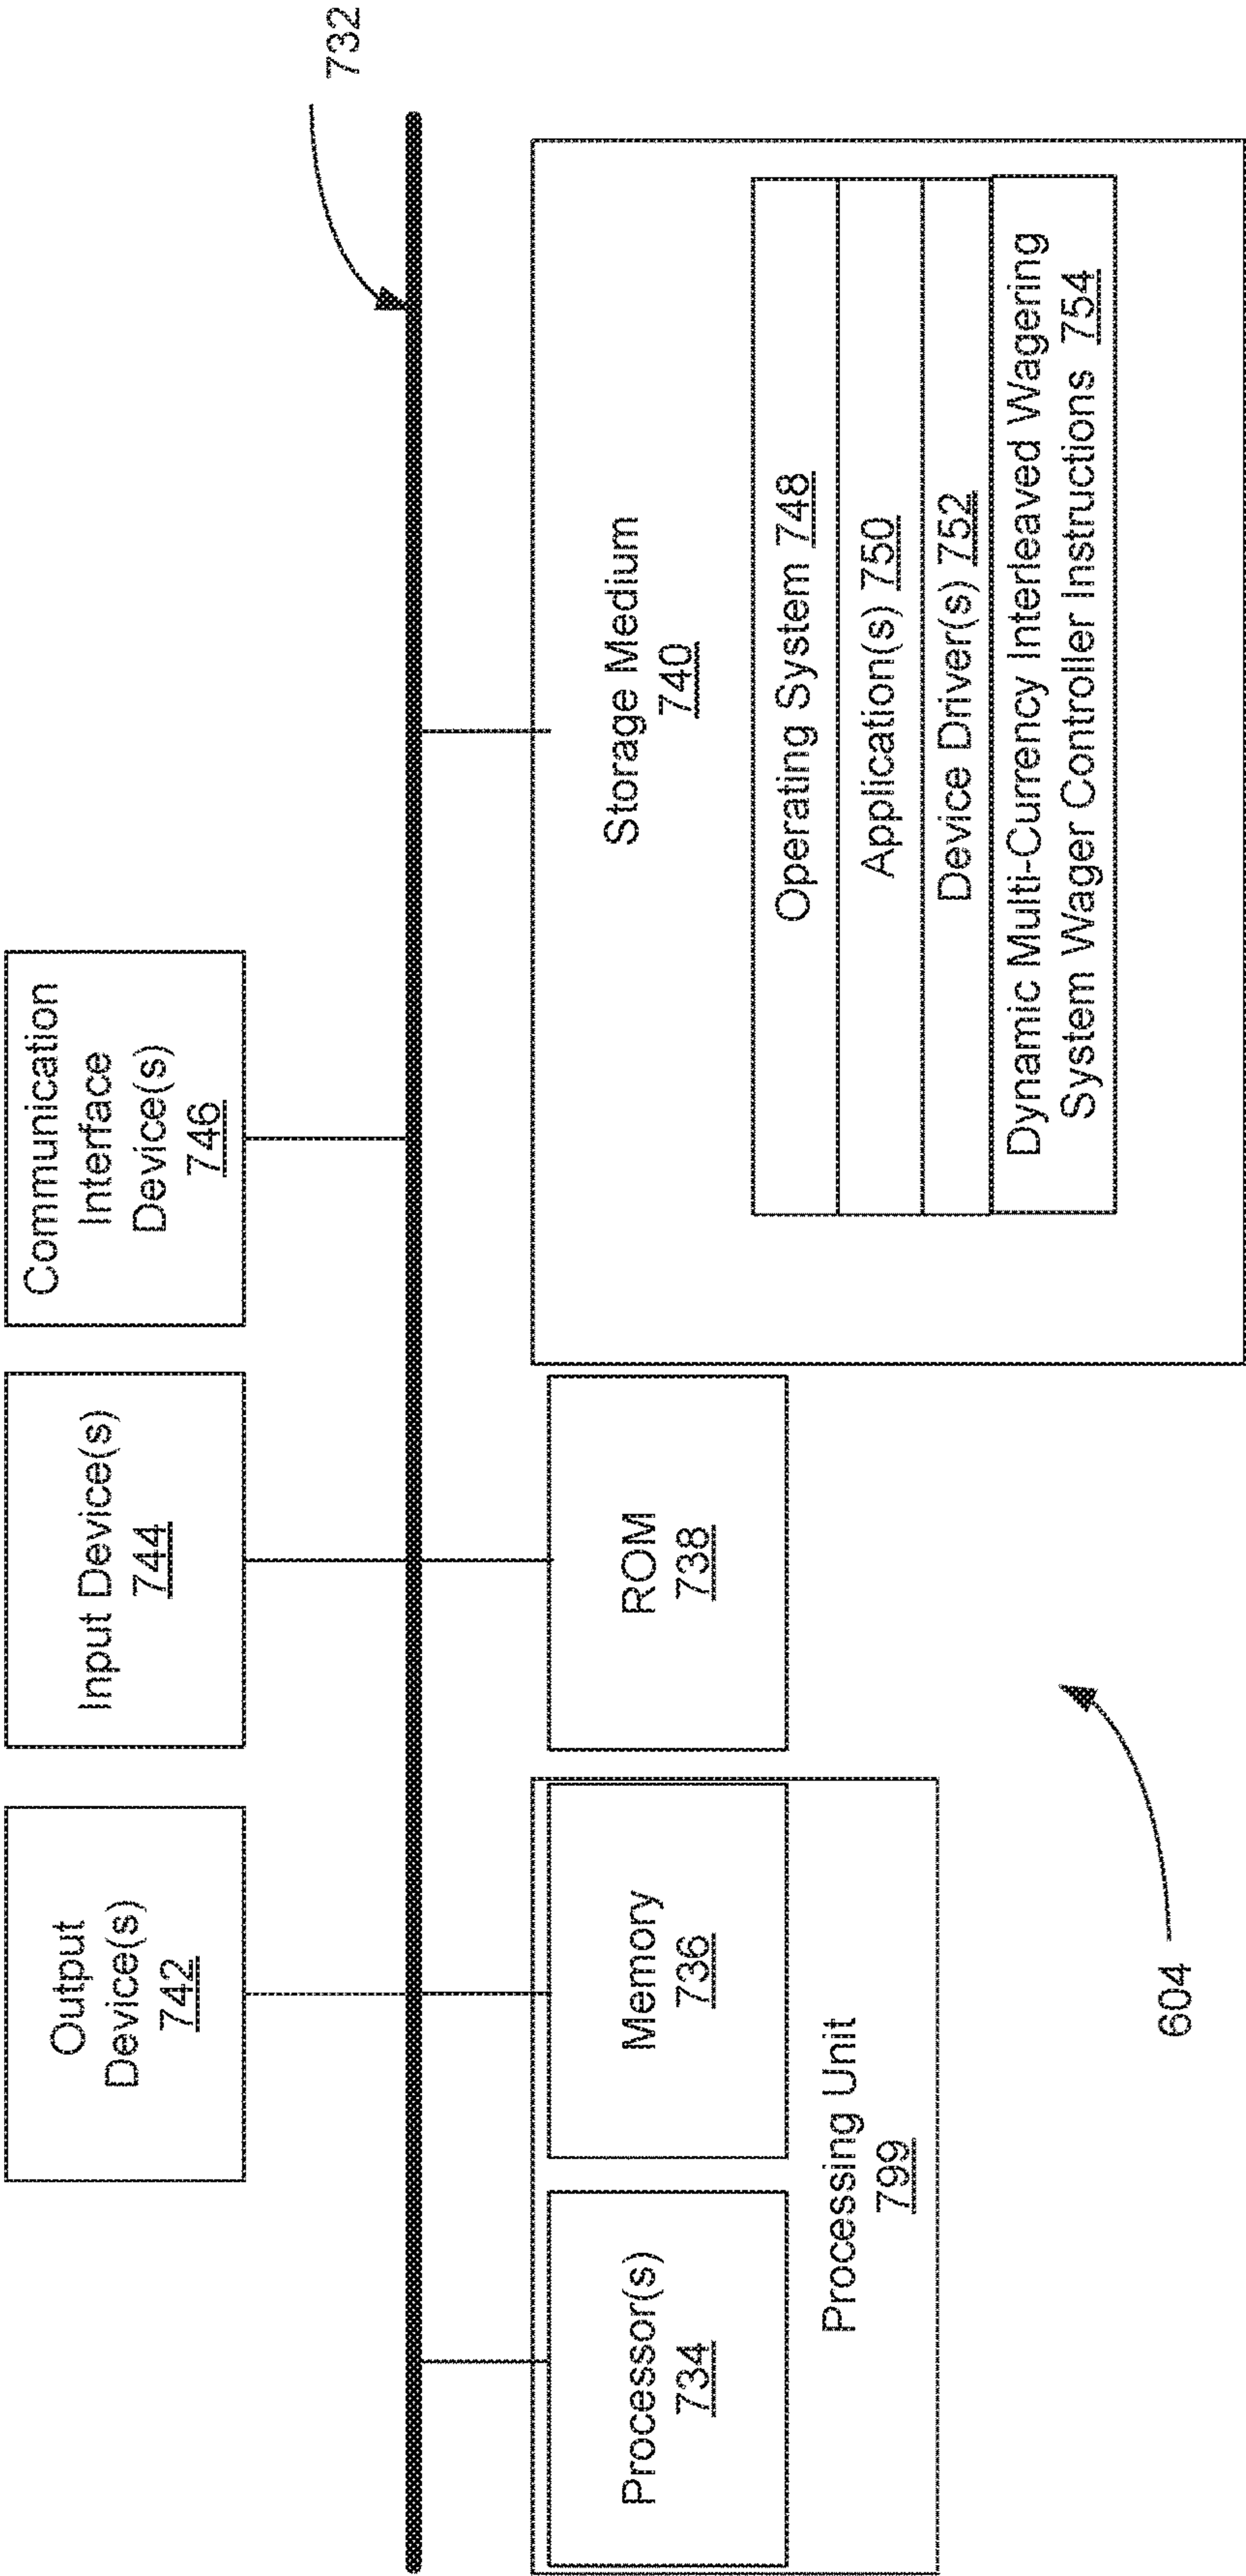 732
Output
Device(s)
742
Input Device(s)
744
Communication
Interface
Device(s)
746
Processor(s)
734
Memory
736
Processing Unit
799
ROM
738
Storage Medium
740
Operating System 748
Application(s) 750
Device Driver(s) 752
Dynamic Multi-Currency Interleaved Wagering
System Wager Controller Instructions 754
604